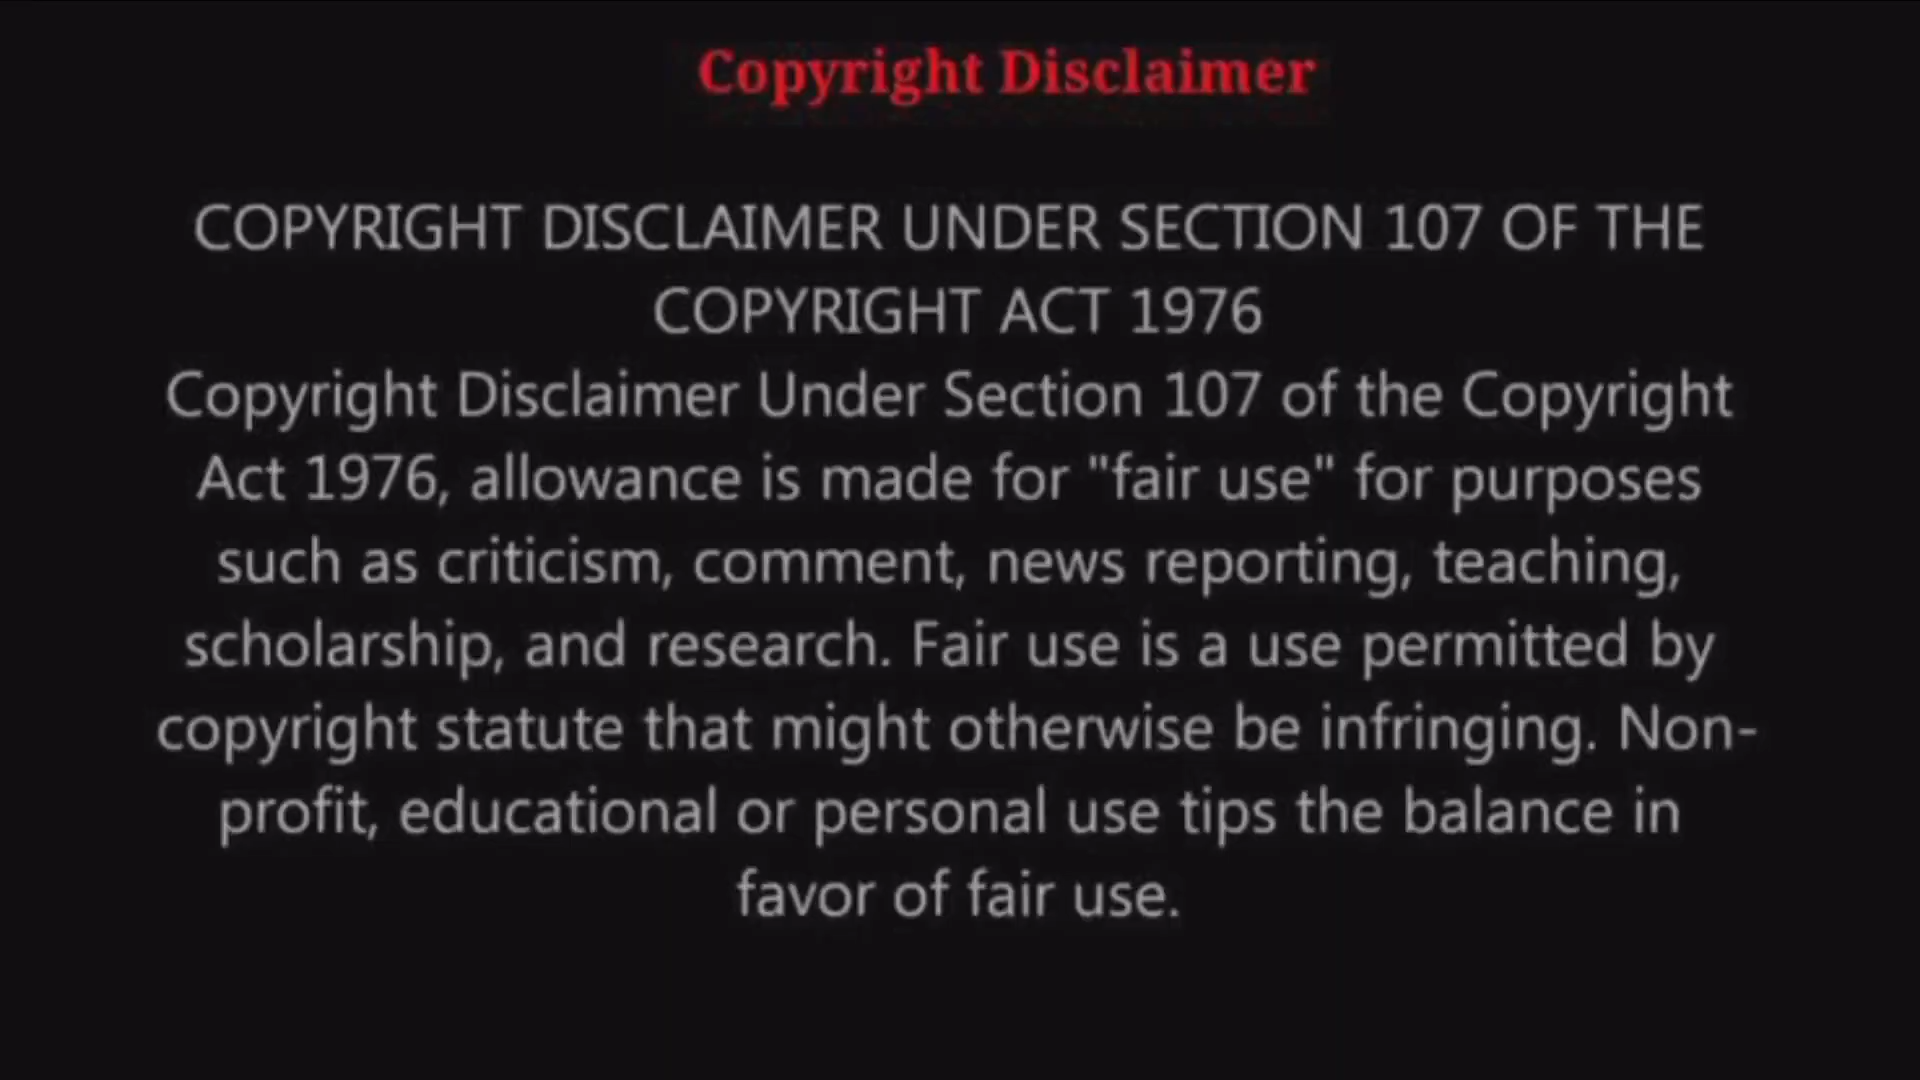 Copyright Disclaimer
COPYRIGHT DISCLAIMER UNDER SECTION 107 OF THE
COPYRIGHT ACT 1976
Copyright Disclaimer Under Section 107 of the Copyright
Act 1976, allowance is made for "fair use" for purposes
such as criticism, comment, news reporting, teaching,
scholarship, and research. Fair use is a use permitted by
copyright statute that might otherwise be infringing. Non-
profit, educational or personal use tips the balance in
favor of fair use.